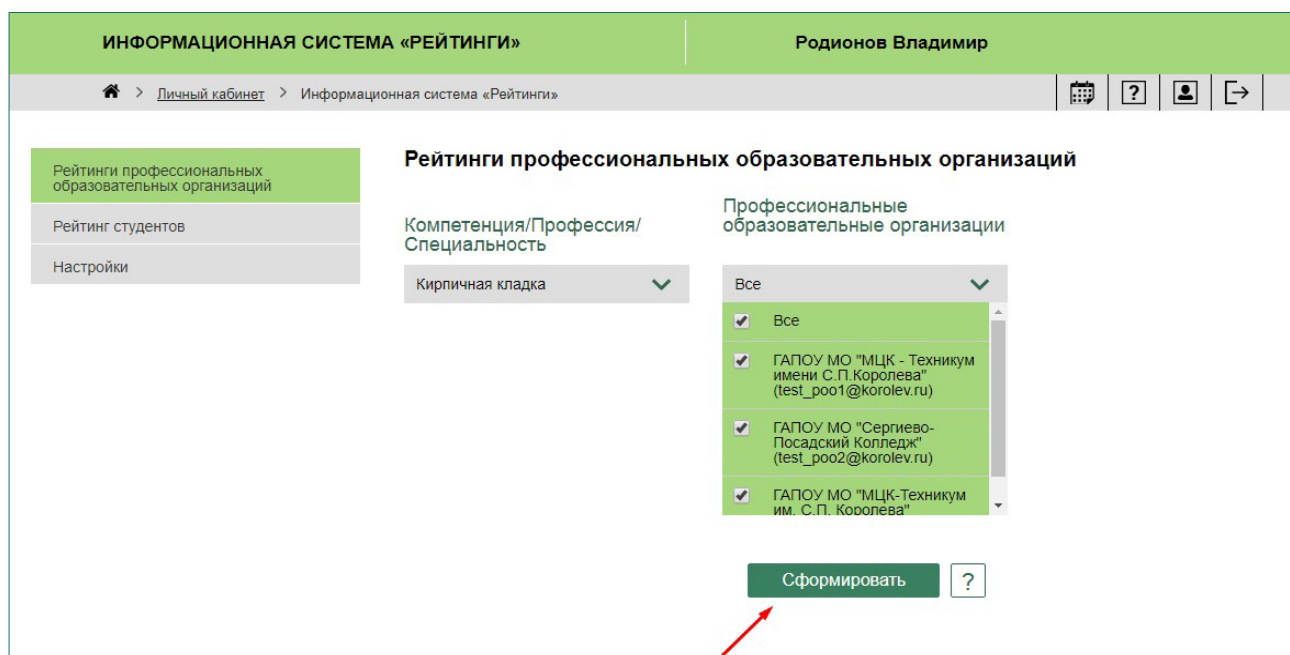 ИНФОРМАЦИОННАЯ СИСТЕМА «РЕЙТИНГИ»
Родионов Владимир
> Личный кабинет > Информационная система «Рейтинги»
?
Рейтинги профессиональных
образовательных организаций
Рейтинг студентов
Настройки
Рейтинги профессиональных образовательных организаций
Компетенция/Профессия/
Специальность
Кирпичная кладка
Профессиональные
образовательные организации
Все
Все
ГАПОУ МО "МЦК - Техникум
имени С.П.Королева"
(test_poo1@korolev.ru)
ГАПОУ МО "Сергиево-
Посадский Колледж"
(test_poo2@korolev.ru)
ГАПОУ МО "МЦК-Техникум
им. С.П. Королева"
Сформировать
?